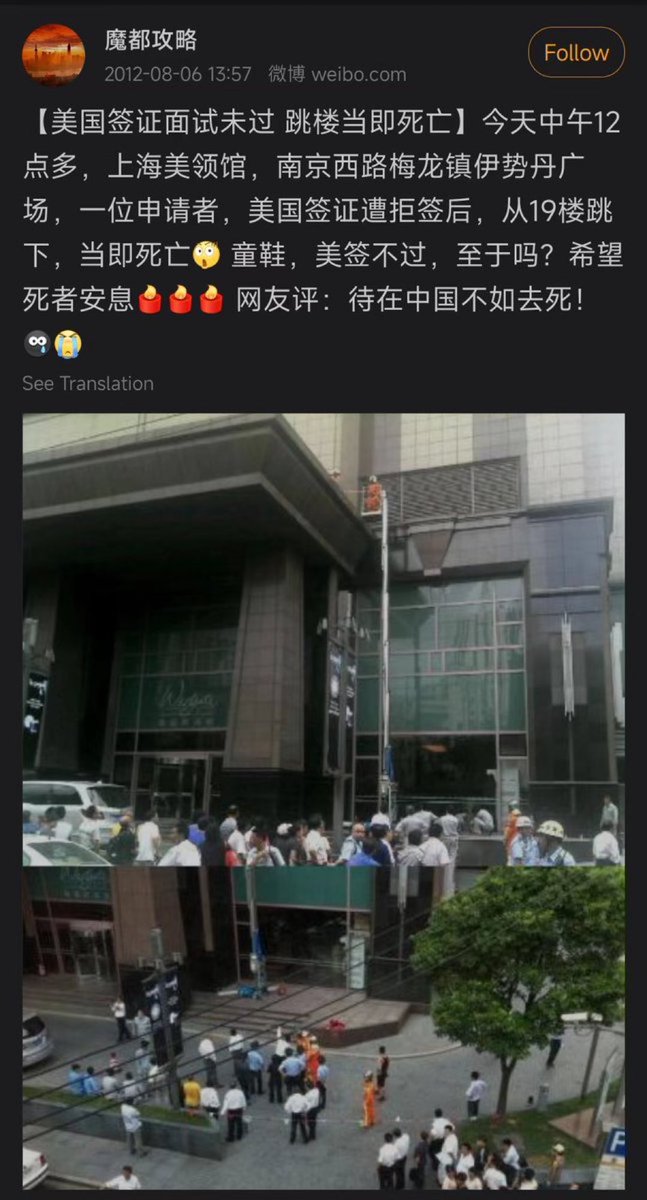 魔都攻略
Follow
2012-08-06 13:57 微博 weibo.com
【美国签证面试未过 跳楼当即死亡】今天中午12
点多，上海美领馆，南京西路梅龙镇伊势丹广
场，一位申请者，美国签证遭拒签后，从19楼跳
下，当即死亡 童鞋，美签不过，至于吗？希望
死者安息 网友评：待在中国不如去死！
See Translation
P